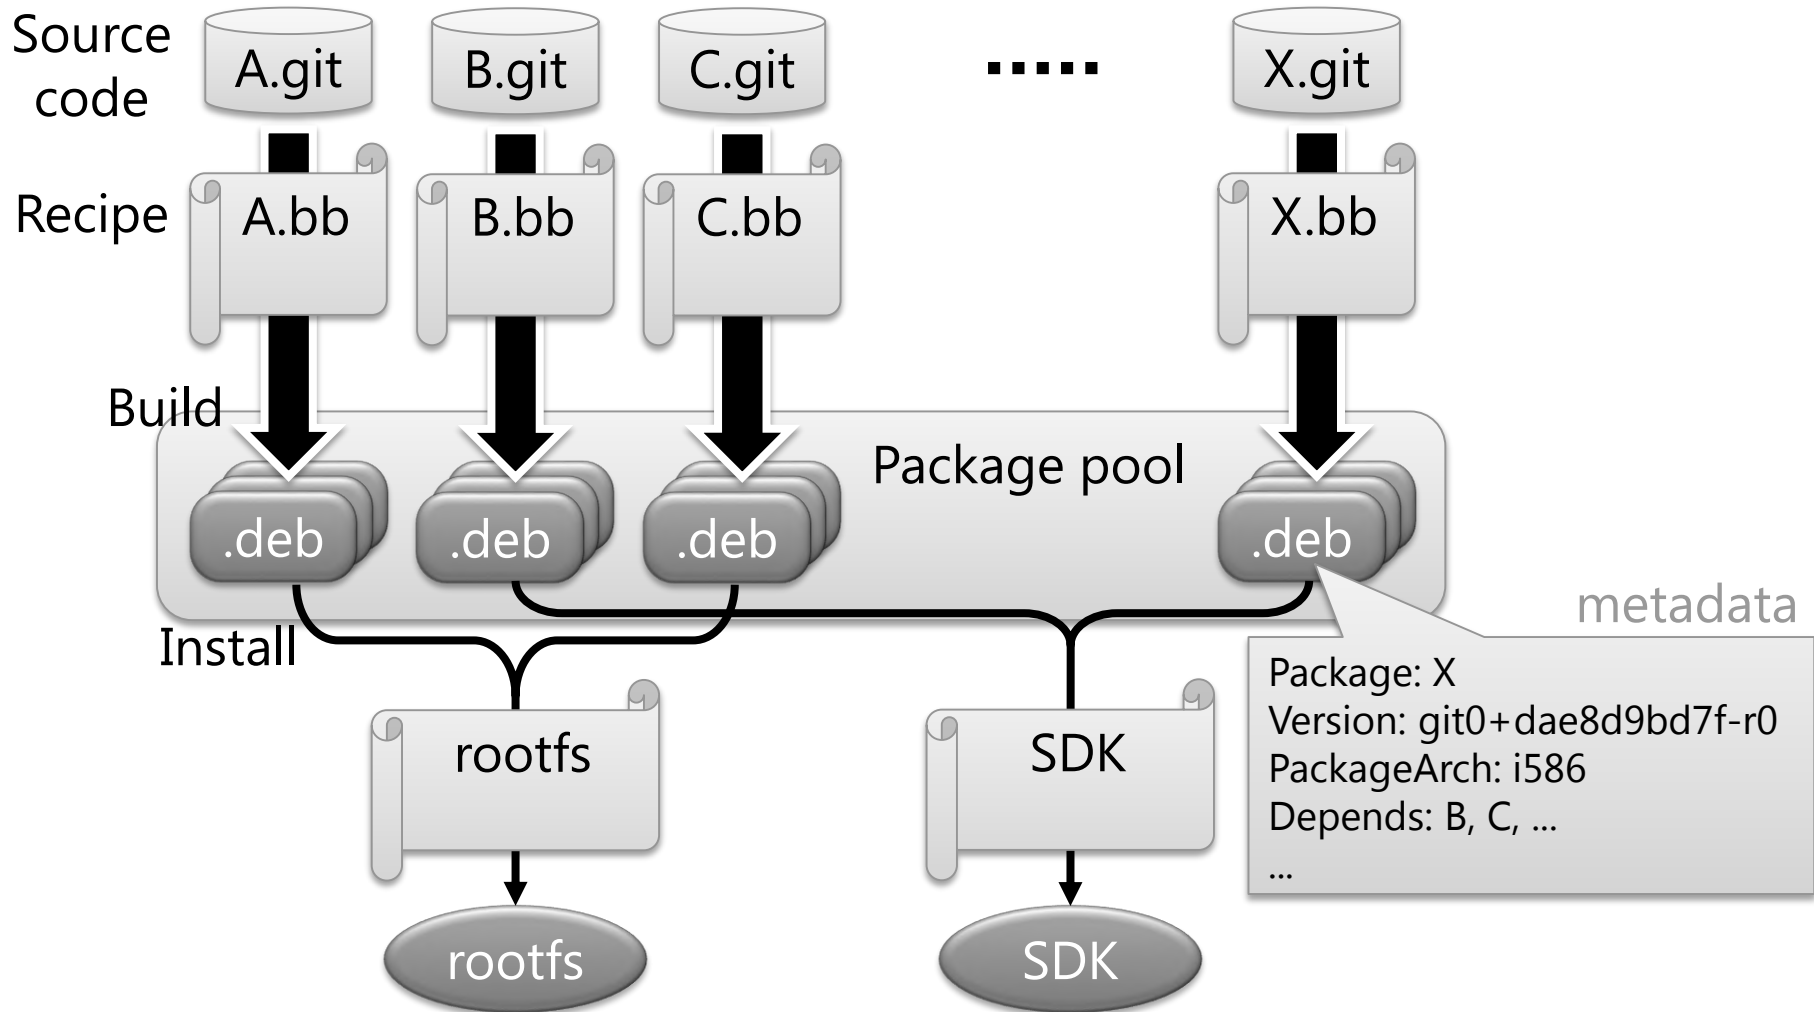 Source
code
A.git
B.git
C.git
.....
X.git
Recipe
A.bb
B.bb
C.bb
X.bb
Build
Package pool
.deb
.deb
.deb
.deb
metadata
Install
Package: X
Version: git0+dae8d9bd7f-r0
PackageArch: i586
Depends: B, C, ...
...
rootfs
SDK
rootfs
SDK